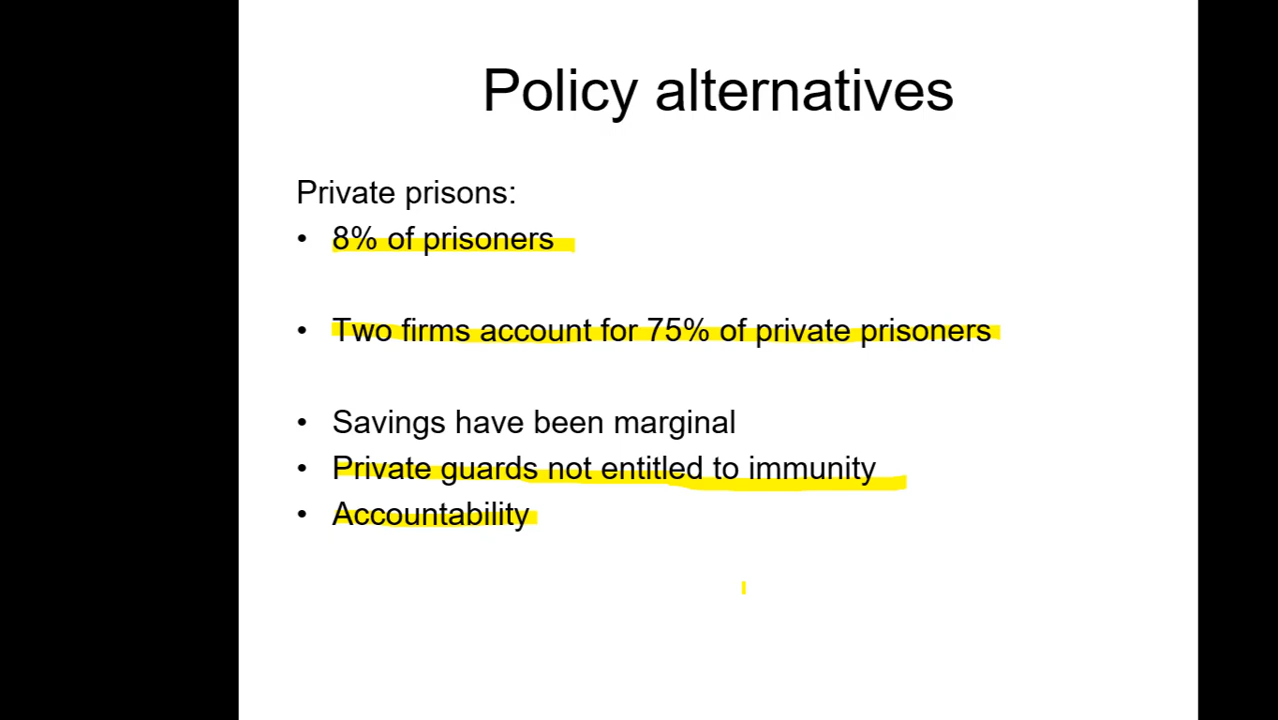 Policy alternatives
Private prisons:
• 8% of prisoners
• Two firms account for 75% of private prisoners
• Savings have been marginal
• Private guards not entitled to immunity
• Accountability